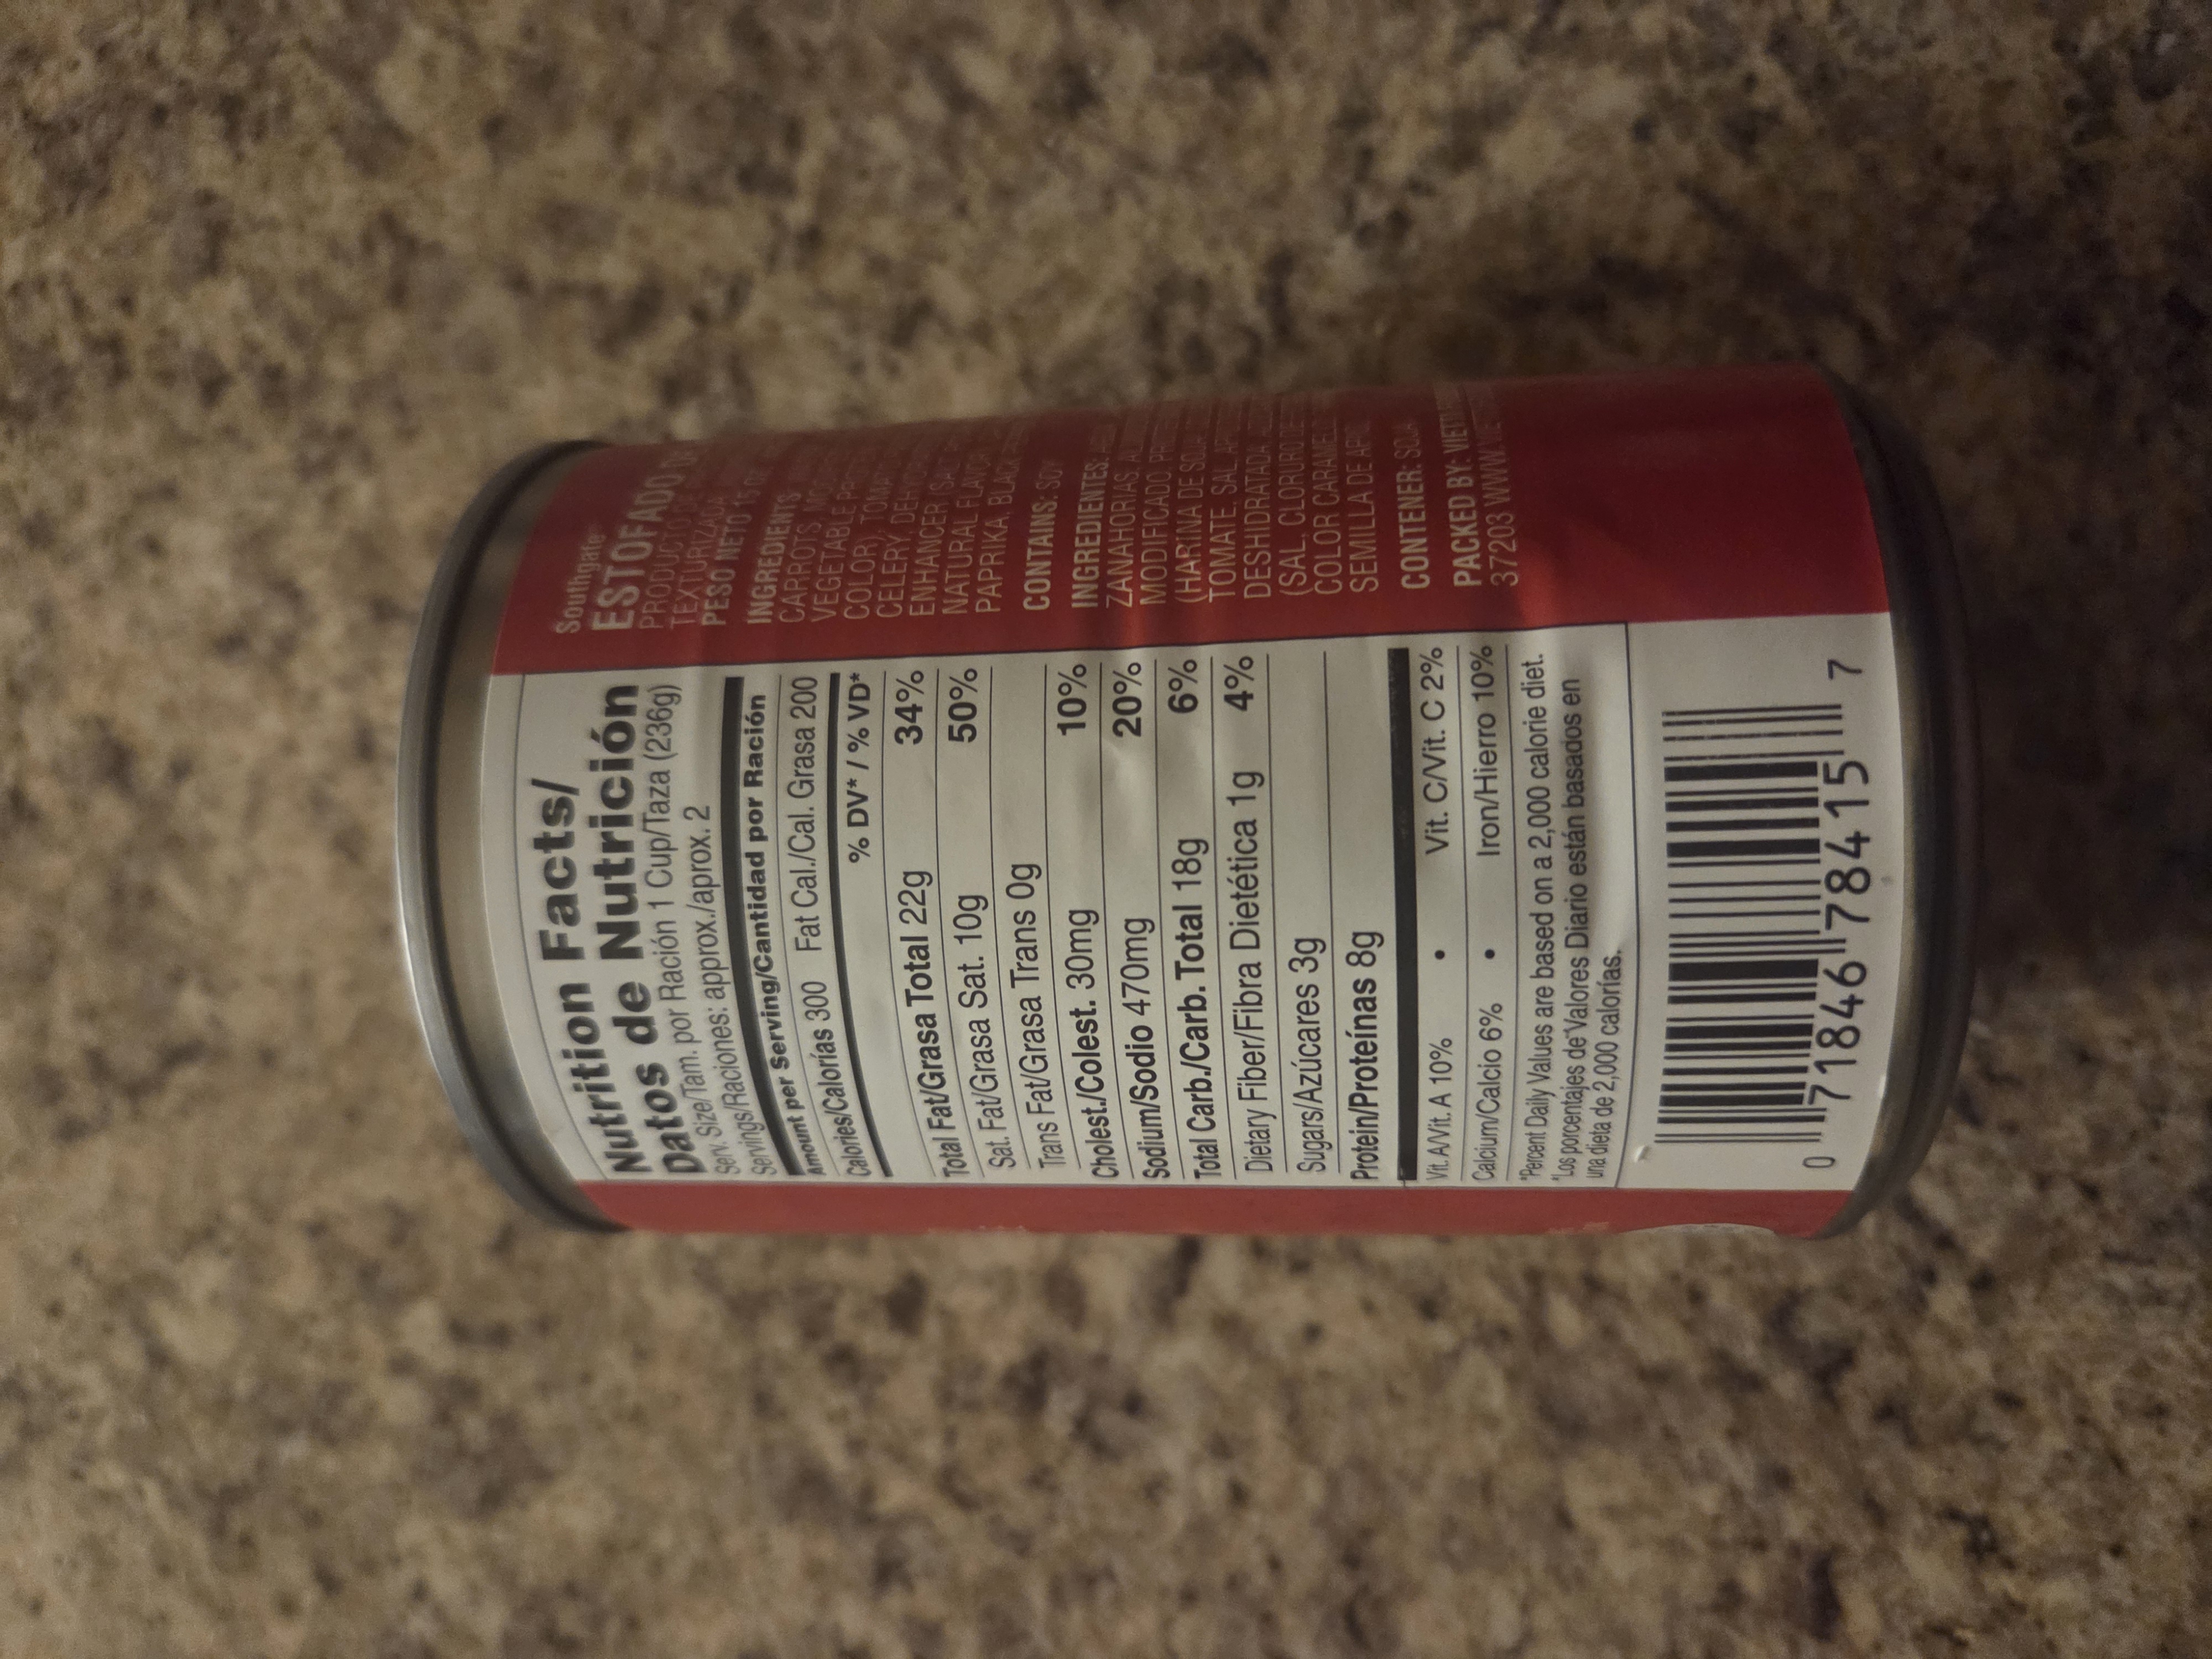 Nutrition Facts/
Datos de Nutrición
Serv. Size/Tam. por Ración 1 Cup/Taza (236g)
Servings/Raciones: approx./aprox. 2
Amount per Serving/Cantidad por Ración
Calories/Calorías 300 Fat Cal./Cal. Grasa 200
% DV* / % VD*
Total Fat/Grasa Total 22g 34%
Sat. Fat/Grasa Sat. 10g 50%
Trans Fat/Grasa Trans 0g
Cholest./Colest. 30mg 10%
Sodium/Sodio 470mg 20%
Total Carb./Carb. Total 18g 6%
Dietary Fiber/Fibra Dietética 1g 4%
Sugars/Azúcares 3g
Protein/Proteínas 8g
Vit. A/Vit. A 10% • Vit. C/Vit. C 2%
Calcium/Calcio 6% • Iron/Hierro 10%
*Percent Daily Values are based on a 2,000 calorie diet.
*Los porcentajes de Valores Diario están basados en
una dieta de 2,000 calorías.
0 71846 78415 7
Southgate
ESTOFADO DE
PRODUCTO DE
TEXTURIZADA
PESO NETO 15
INGREDIENTS:
CARROTS,
VEGETABLE
COLOR),
CELERY,
ENHANCER (SALT,
NATURAL FLAVOR
PAPRIKA, BLACK
CONTAINS: SOY
INGREDIENTES:
ZANAHORIAS,
MODIFICADO,
(HARINA DE SOJA
TOMATE, SAL,
DESHIDRATADA,
(SAL, CLORURO DE
COLOR CARAMELO
SEMILLA DE
CONTENER: SOJA
PACKED BY:
37203 WWW.